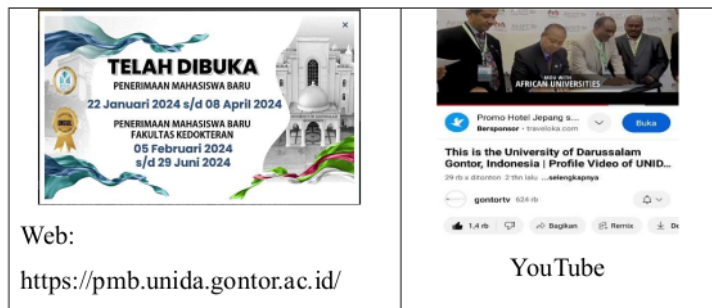 TELAH DIBUKA
PENERIMAAN MAHASISWA BARU
22 Januari 2024 s/d 08 April 2024
PENERIMAAN MAHASISWA BARU
FAKULTAS KEDOKTERAN
05 Februari 2024
s/d 29 Juni 2024
Web:
https://pmb.unida.gontor.ac.id/
MOU WITH
AFRICAN UNIVERSITIES
Promo Hotel Jepang s...
Bersponsor · traveloka.com
Buka
This is the University of Darussalam
Gontor, Indonesia | Profile Video of UNID...
29 rb x ditonton 2 thn lalu ...selengkapnya
gontortv 624 rb
1,4 rb Bagikan Remix
YouTube